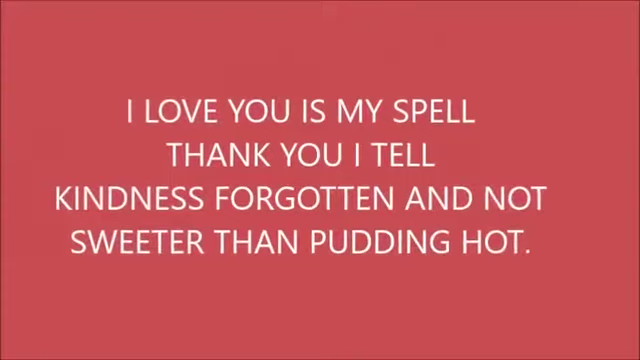 I LOVE YOU IS MY SPELL
THANK YOU I TELL
KINDNESS FORGOTTEN AND NOT
SWEETER THAN PUDDING HOT.